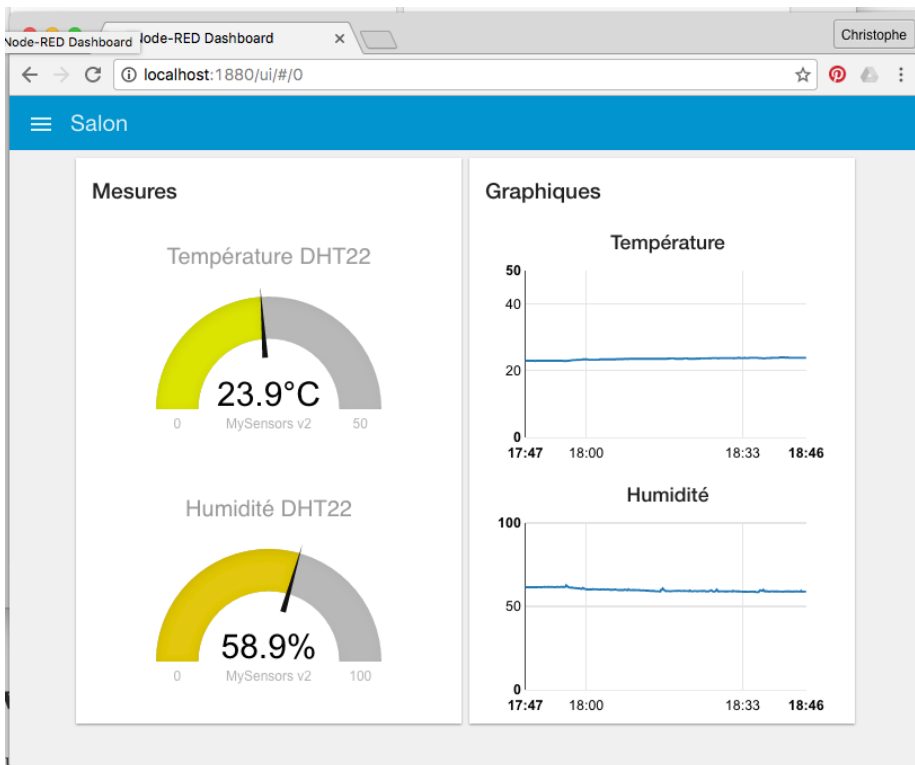 Node-RED Dashboard
Node-RED Dashboard
Christophe
localhost:1880/ui/#/0
Salon
Mesures
Température DHT22
23.9°C
0 MySensors v2 50
Humidité DHT22
58.9%
0 MySensors v2 100
Graphiques
Température
50
40
20
0
17:47 18:00 18:33 18:46
Humidité
100
50
0
17:47 18:00 18:33 18:46